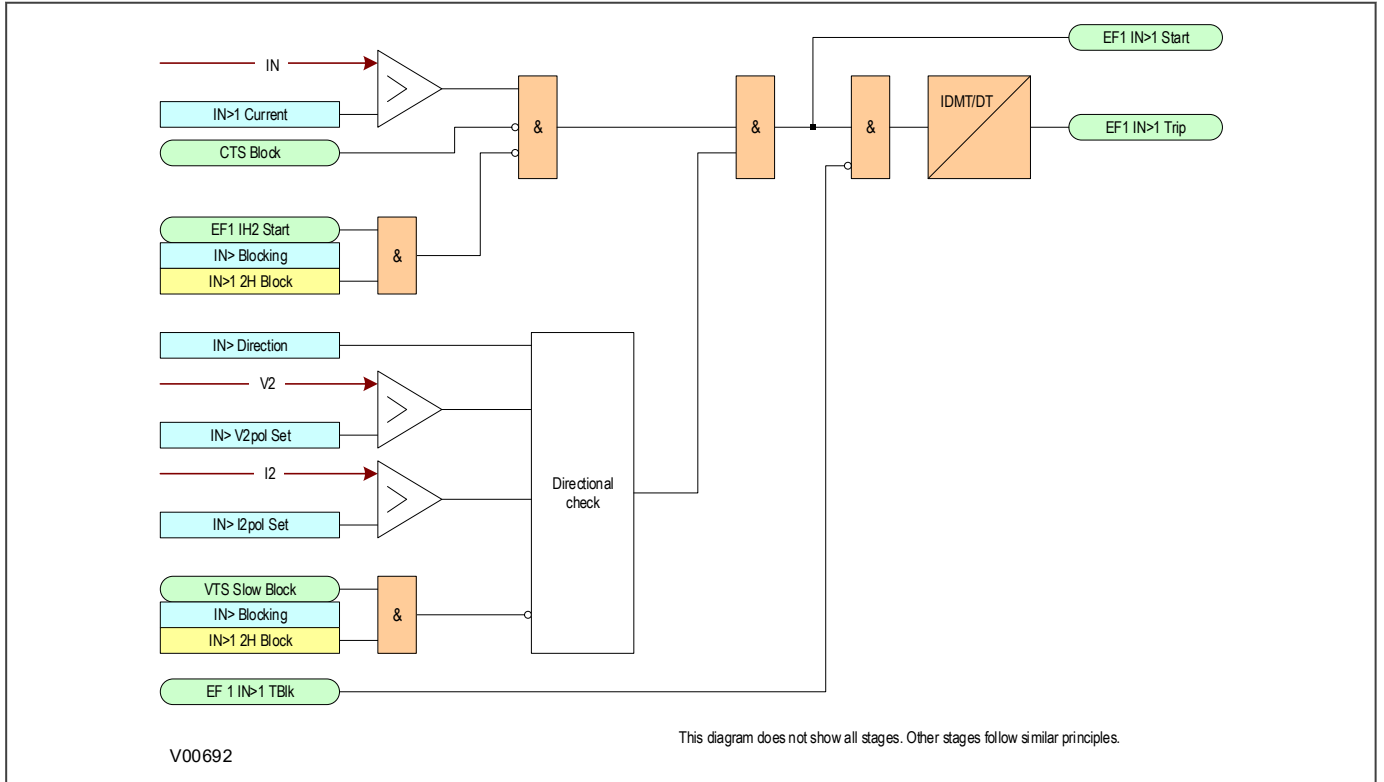 EF1 IN>1 Start
IN
IDMT/DT
IN>1 Current
&
&
&
EF1 IN>1 Trip
CTS Block
EF1 IH2 Start
IN> Blocking
&
IN>1 2H Block
IN> Direction
V2
IN> V2pol Set
I2
Directional
check
IN> I2pol Set
VTS Slow Block
IN> Blocking
&
IN>1 2H Block
EF 1 IN>1 TBlk
This diagram does not show all stages. Other stages follow similar principles.
V00692